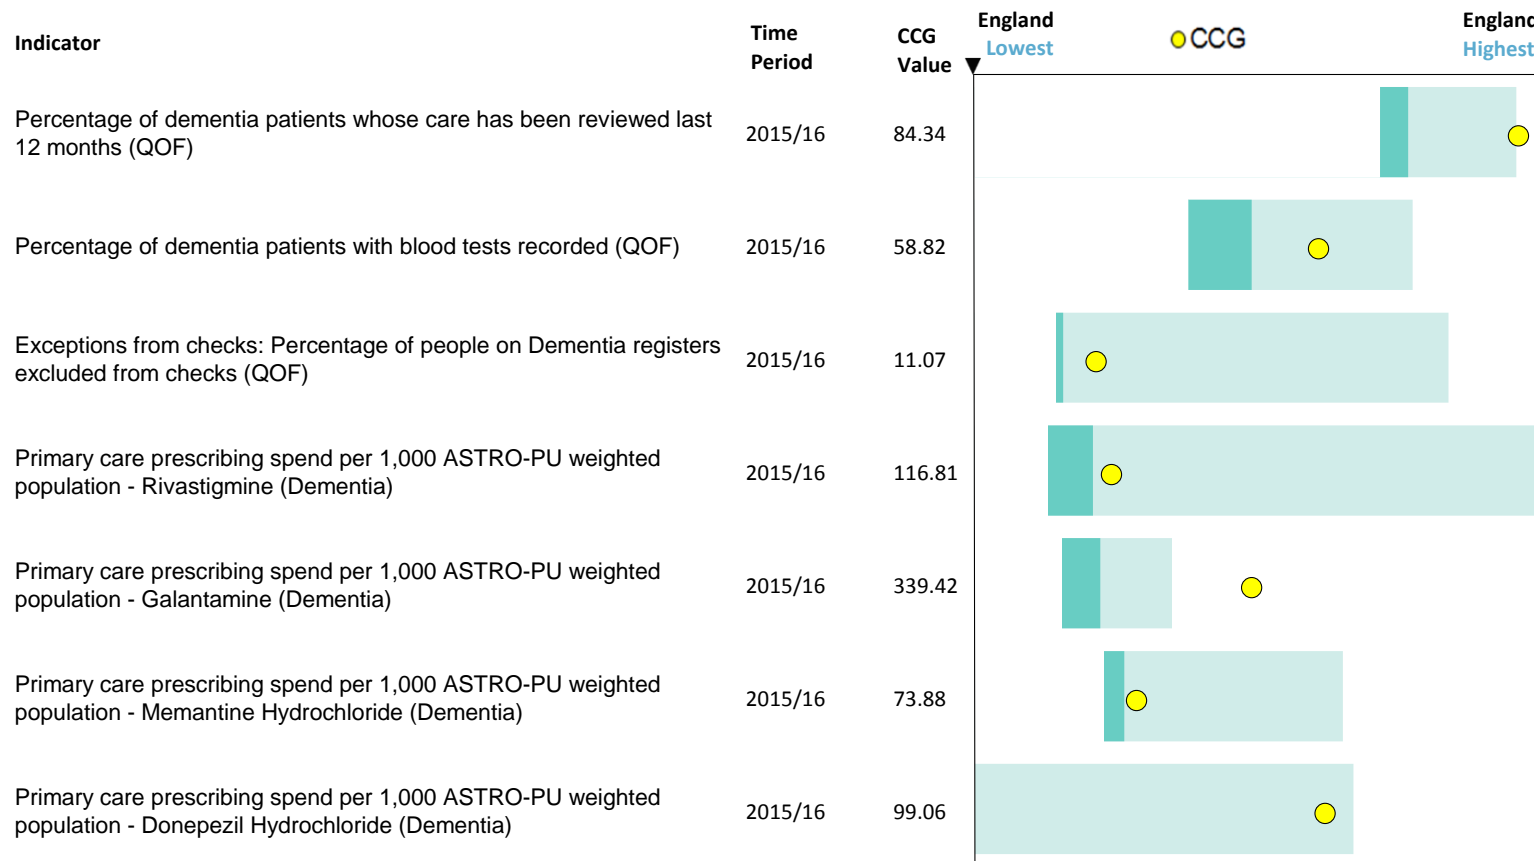 Indicator
Time
Period
CCG
Value
England
Lowest
CCG
England
Highest
Percentage of dementia patients whose care has been reviewed last
12 months (QOF)
2015/16
84.34
Percentage of dementia patients with blood tests recorded (QOF)
2015/16
58.82
Exceptions from checks: Percentage of people on Dementia registers
excluded from checks (QOF)
2015/16
11.07
Primary care prescribing spend per 1,000 ASTRO-PU weighted
population - Rivastigmine (Dementia)
2015/16
116.81
Primary care prescribing spend per 1,000 ASTRO-PU weighted
population - Galantamine (Dementia)
2015/16
339.42
Primary care prescribing spend per 1,000 ASTRO-PU weighted
population - Memantine Hydrochloride (Dementia)
2015/16
73.88
Primary care prescribing spend per 1,000 ASTRO-PU weighted
population - Donepezil Hydrochloride (Dementia)
2015/16
99.06